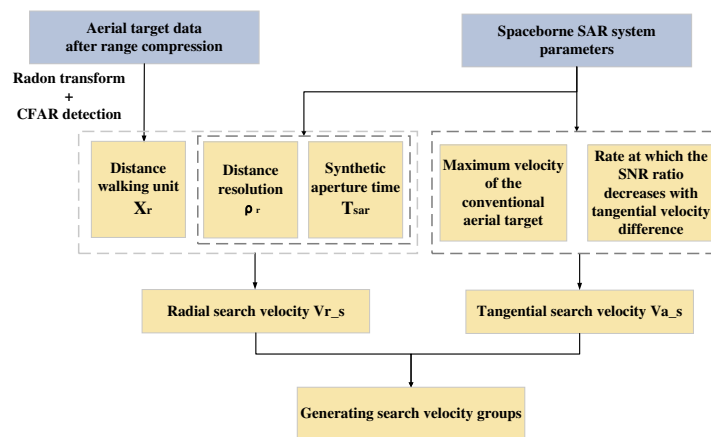 Aerial target data
after range compression
Spaceborne SAR system
parameters
Radon transform
+
CFAR detection
Distance
walking unit
Xr
Distance
resolution
ρ r
Synthetic
aperture time
Tsar
Maximum velocity
of the
conventional
aerial target
Rate at which the
SNR ratio
decreases with
tangential velocity
difference
Radial search velocity Vr_s
Tangential search velocity Va_s
Generating search velocity groups